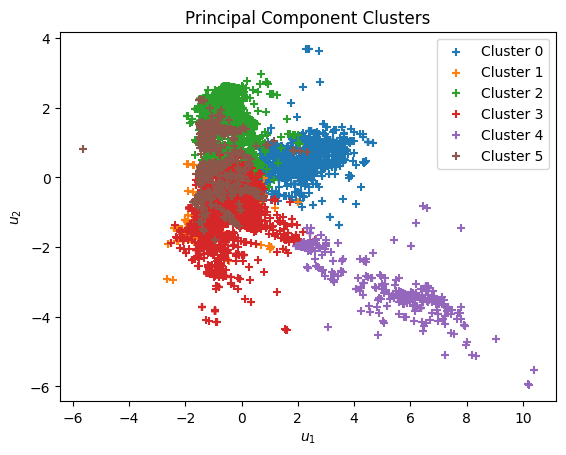 Principal Component Clusters
4
2
0
−2
−4
−6
u₂
Cluster 0
Cluster 1
Cluster 2
Cluster 3
Cluster 4
Cluster 5
−6 −4 −2 0 2 4 6 8 10
u₁